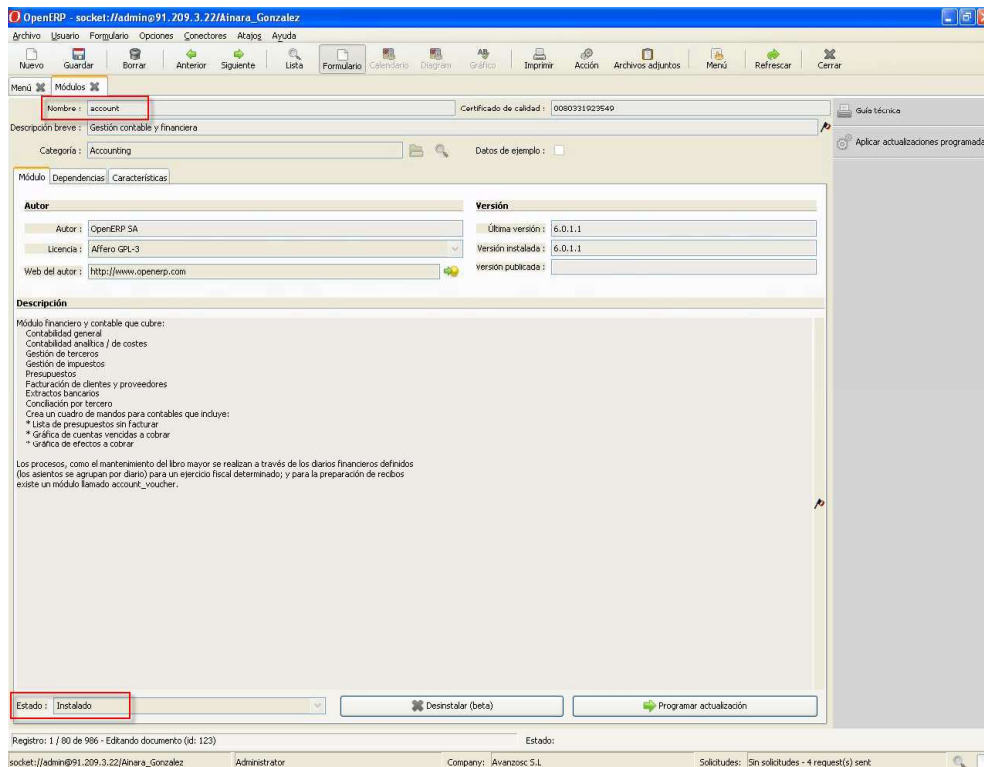 OpenERP - socket://admin@91.209.3.22/Ainara_Gonzalez
Archivo Usuario Formulario Opciones Conectores Atajos Ayuda
Nuevo Guardar Borrar Anterior Siguiente Lista Formulario Calendario Diagram Gráfico Imprimir Acción Archivos adjuntos Menú Refrescar Cerrar
Menú Módulos
Nombre : account Certificado de calidad : 0080331923549 Guía técnica
Descripción breve : Gestión contable y financiera
Categoría : Accounting Datos de ejemplo : Aplicar actualizaciones programada
Módulo Dependencias Características
Autor Versión
Autor : OpenERP SA Última versión : 6.0.1.1
Licencia : Affero GPL-3 Versión instalada : 6.0.1.1
Web del autor : http://www.openerp.com Versión publicada :
Descripción
Módulo financiero y contable que cubre:
Contabilidad general
Contabilidad analítica / de costes
Gestión de terceros
Gestión de impuestos
Presupuestos
Facturación de clientes y proveedores
Extractos bancarios
Conciliación por tercero
Crea un cuadro de mandos para contables que incluye:
* Lista de presupuestos sin facturar
* Gráfica de cuentas vencidas a cobrar
* Gráfica de efectos a cobrar
Los procesos, como el mantenimiento del libro mayor se realizan a través de los diarios financieros definidos
(los asientos se agrupan por diario) para un ejercicio fiscal determinado; y para la preparación de recibos
existe un módulo llamado account_voucher.
Estado : Instalado Desinstalar (beta) Programar actualización
Registro: 1 / 80 de 986 - Editando documento (id: 123) Estado:
socket://admin@91.209.3.22/Ainara_Gonzalez Administrator Company: Avanzosc S.L Solicitudes: Sin solicitudes - 4 request(s) sent